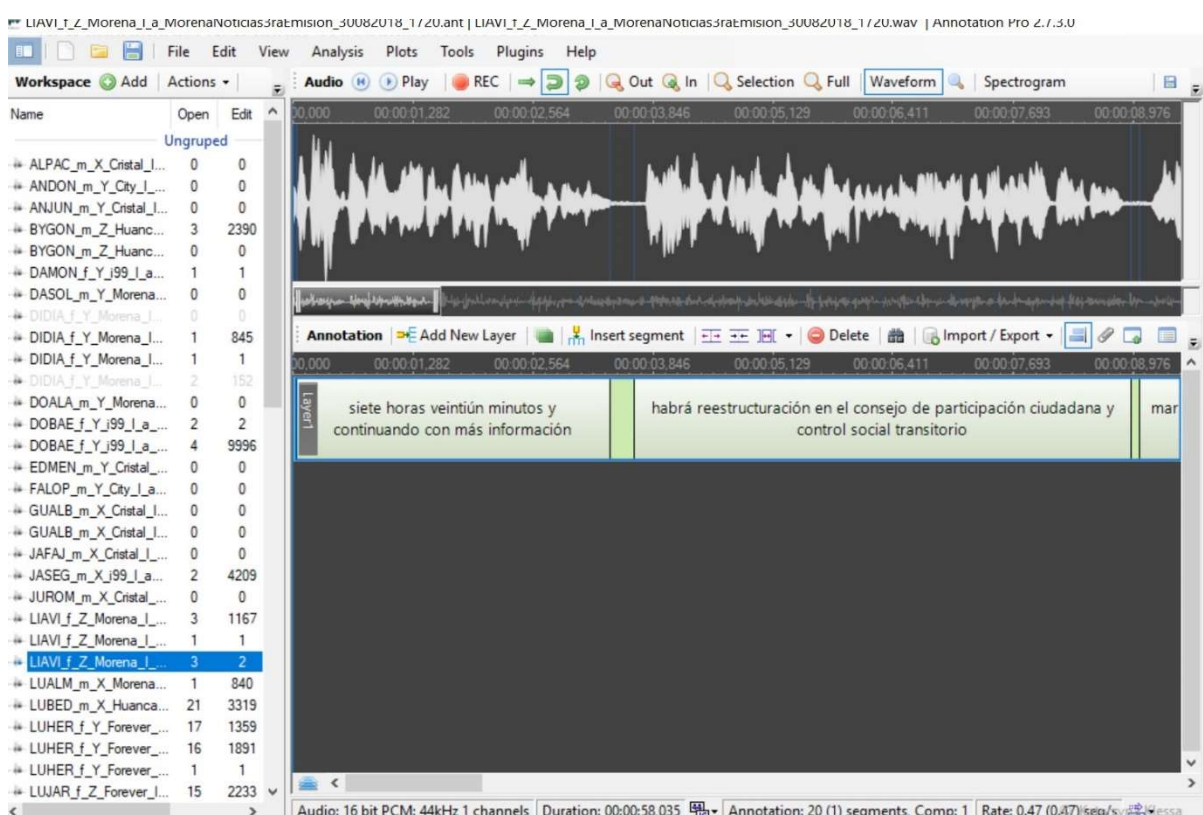 LIAVI_f_Z_Morena_I_a_MorenaNoticias3raEmision_30082018_1720.ant | LIAVI_f_Z_Morena_I_a_MorenaNoticias3raEmision_30082018_1720.wav | Annotation Pro 2.7.3.0
File Edit View Analysis Plots Tools Plugins Help
Workspace Add Actions
Audio Play REC Out In Selection Full Waveform Spectrogram
Name Open Edit
00,000 00:00:01,282 00:00:02,564 00:00:03,846 00:00:05,129 00:00:06,411 00:00:07,693 00:00:08,976
Ungruped
ALPAC_m_X_Cristal_I... 0 0
ANDON_m_Y_City_I_... 0 0
ANJUN_m_Y_Cristal_I... 0 0
BYGON_m_Z_Huanc... 3 2390
BYGON_m_Z_Huanc... 0 0
DAMON_f_Y_i99_I_a... 1 1
DASOL_m_Y_Morena... 0 0
DIDIA_f_Y_Morena_I... 0 0
DIDIA_f_Y_Morena_I... 1 845
DIDIA_f_Y_Morena_I... 1 1
DIDIA_f_Y_Morena_I... 2 152
DOALA_m_Y_Morena... 0 0
DOBAE_f_Y_i99_I_a_... 2 2
DOBAE_f_Y_i99_I_a_... 4 9996
EDMEN_m_Y_Cristal_... 0 0
FALOP_m_Y_City_I_a... 0 0
GUALB_m_X_Cristal_I... 0 0
GUALB_m_X_Cristal_I... 0 0
JAFAJ_m_X_Cristal_I_... 0 0
JASEG_m_X_i99_I_a... 2 4209
JUROM_m_X_Cristal_... 0 0
LIAVI_f_Z_Morena_I_... 3 1167
LIAVI_f_Z_Morena_I_... 1 1
LIAVI_f_Z_Morena_I_... 3 2
LUALM_m_X_Morena... 1 840
LUBED_m_X_Huanca... 21 3319
LUHER_f_Y_Forever_... 17 1359
LUHER_f_Y_Forever_... 16 1891
LUHER_f_Y_Forever_... 1 1
LUJAR_f_Z_Forever_I... 15 2233
Annotation Add New Layer Insert segment Delete Import / Export
00,000 00:00:01,282 00:00:02,564 00:00:03,846 00:00:05,129 00:00:06,411 00:00:07,693 00:00:08,976
Layer1
siete horas veintiún minutos y
continuando con más información
habrá reestructuración en el consejo de participación ciudadana y
control social transitorio
mar
Audio: 16 bit PCM: 44kHz 1 channels Duration: 00:00:58.035 Annotation: 20 (1) segments, Comp: 1 Rate: 0.47 (0.47) seg/s